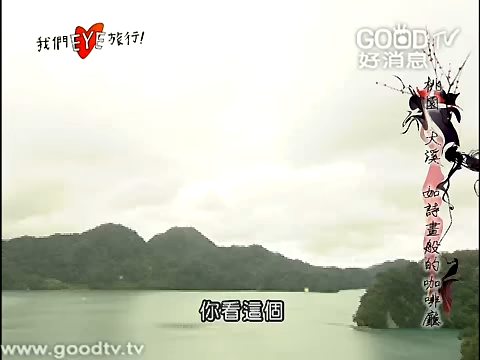 我們EYE旅行!
GOODTV
好消息
桃園 大溪 如詩畫般的咖啡廳
你看這個
www.goodtv.tv